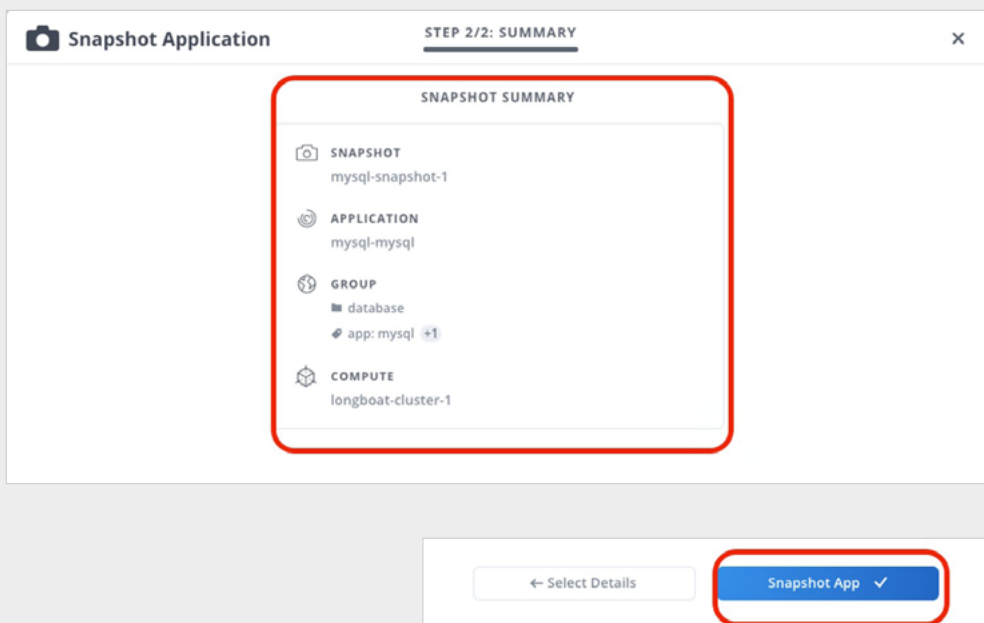 Snapshot Application
STEP 2/2: SUMMARY
SNAPSHOT SUMMARY
SNAPSHOT
mysql-snapshot-1
APPLICATION
mysql-mysql
GROUP
database
app: mysql +1
COMPUTE
longboat-cluster-1
← Select Details
Snapshot App ✓